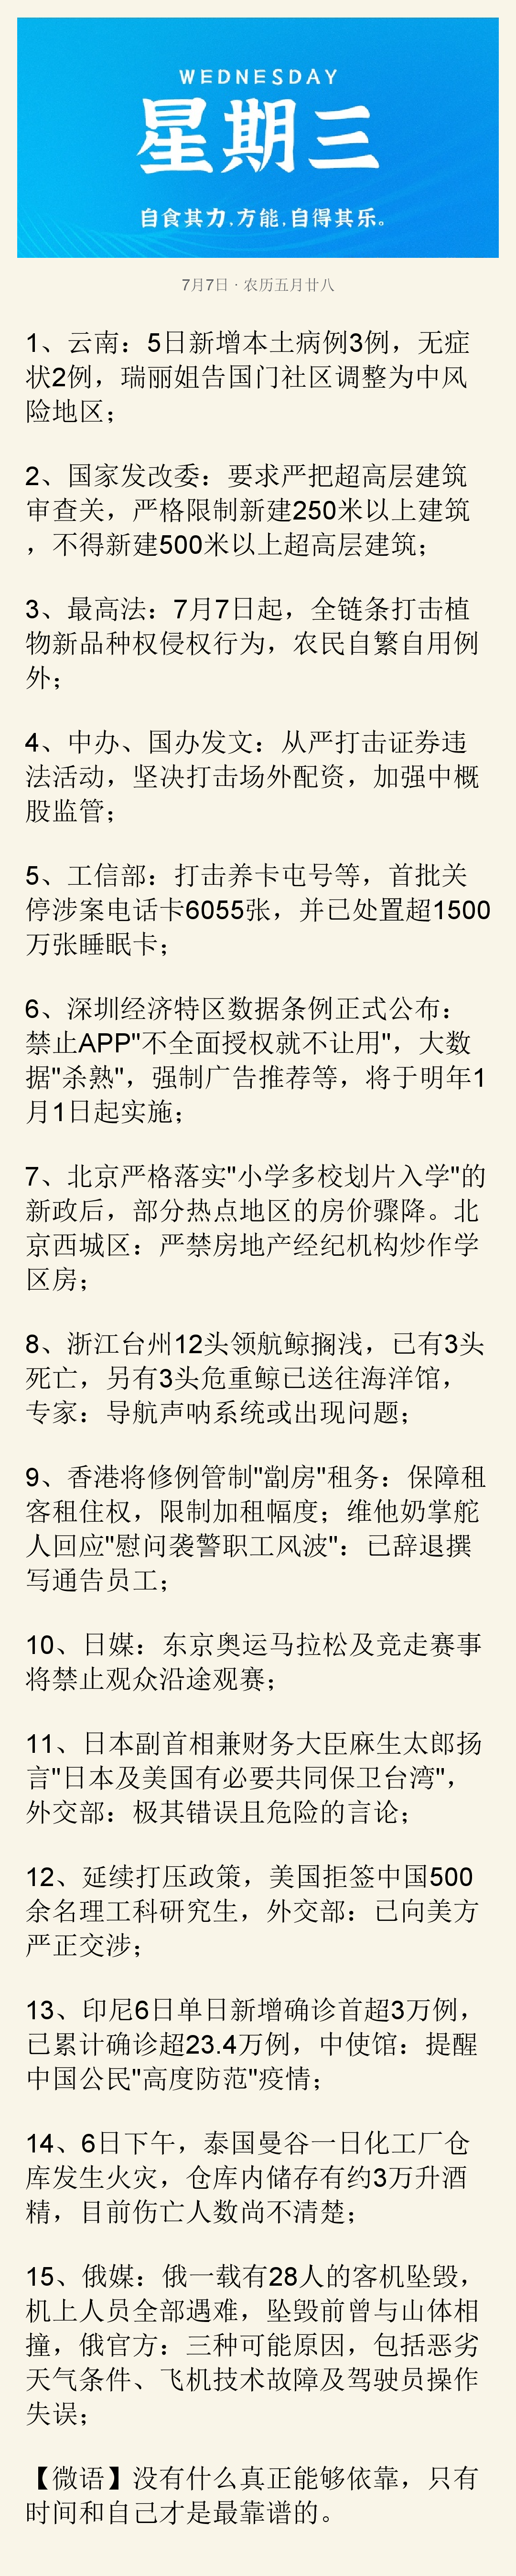 WEDNESDAY
星期三
自食其力,方能,自得其乐。
7月7日 · 农历五月廿八
1、云南：5日新增本土病例3例，无症
状2例，瑞丽姐告国门社区调整为中风
险地区；
2、国家发改委：要求严把超高层建筑
审查关，严格限制新建250米以上建筑
，不得新建500米以上超高层建筑；
3、最高法：7月7日起，全链条打击植
物新品种权侵权行为，农民自繁自用例
外；
4、中办、国办发文：从严打击证券违
法活动，坚决打击场外配资，加强中概
股监管；
5、工信部：打击养卡屯号等，首批关
停涉案电话卡6055张，并已处置超1500
万张睡眠卡；
6、深圳经济特区数据条例正式公布：
禁止APP"不全面授权就不让用"，大数
据"杀熟"，强制广告推荐等，将于明年1
月1日起实施；
7、北京严格落实"小学多校划片入学"的
新政后，部分热点地区的房价骤降。北
京西城区：严禁房地产经纪机构炒作学
区房；
8、浙江台州12头领航鲸搁浅，已有3头
死亡，另有3头危重鲸已送往海洋馆，
专家：导航声呐系统或出现问题；
9、香港将修例管制"劏房"租务：保障租
客租住权，限制加租幅度；维他奶掌舵
人回应"慰问袭警职工风波"：已辞退撰
写通告员工；
10、日媒：东京奥运马拉松及竞走赛事
将禁止观众沿途观赛；
11、日本副首相兼财务大臣麻生太郎扬
言"日本及美国有必要共同保卫台湾"，
外交部：极其错误且危险的言论；
12、延续打压政策，美国拒签中国500
余名理工科研究生，外交部：已向美方
严正交涉；
13、印尼6日单日新增确诊首超3万例，
已累计确诊超23.4万例，中使馆：提醒
中国公民"高度防范"疫情；
14、6日下午，泰国曼谷一日化工厂仓
库发生火灾，仓库内储存有约3万升酒
精，目前伤亡人数尚不清楚；
15、俄媒：俄一载有28人的客机坠毁，
机上人员全部遇难，坠毁前曾与山体相
撞，俄官方：三种可能原因，包括恶劣
天气条件、飞机技术故障及驾驶员操作
失误；
【微语】没有什么真正能够依靠，只有
时间和自己才是最靠谱的。